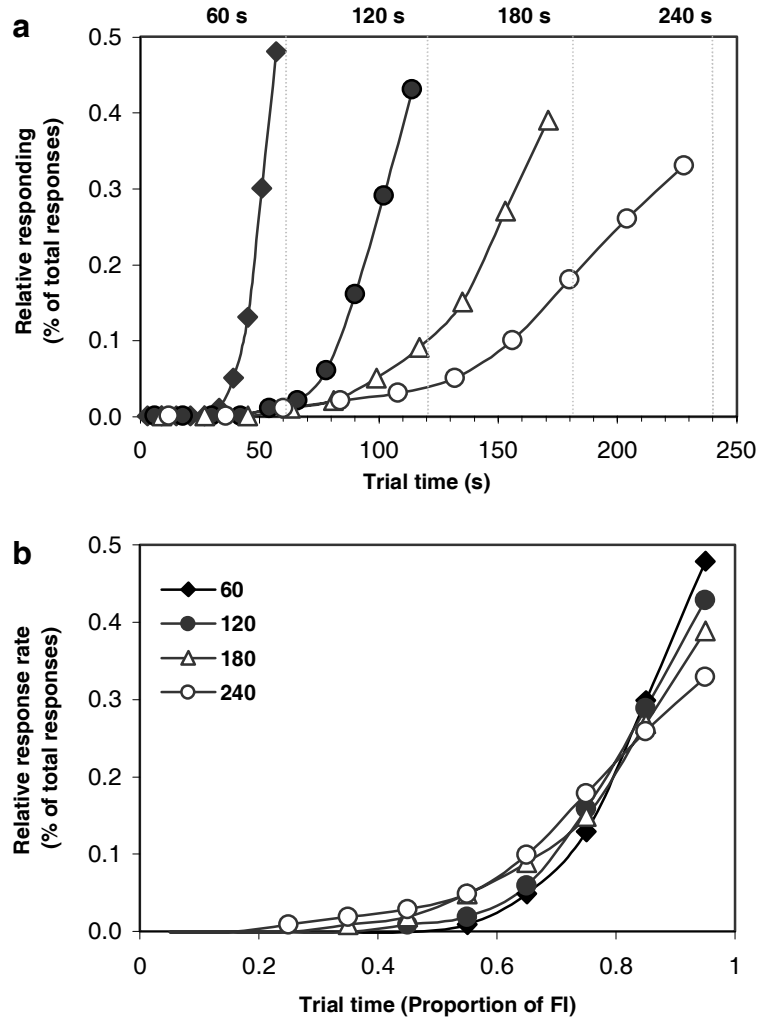 a
60 s 120 s 180 s 240 s
0.5
0.4
0.3
0.2
0.1
0.0
Relative responding
(% of total responses)
0 50 100 150 200 250
Trial time (s)
b
0.5
0.4
0.3
0.2
0.1
0.0
Relative response rate
(% of total responses)
60
120
180
240
0 0.2 0.4 0.6 0.8 1
Trial time (Proportion of FI)